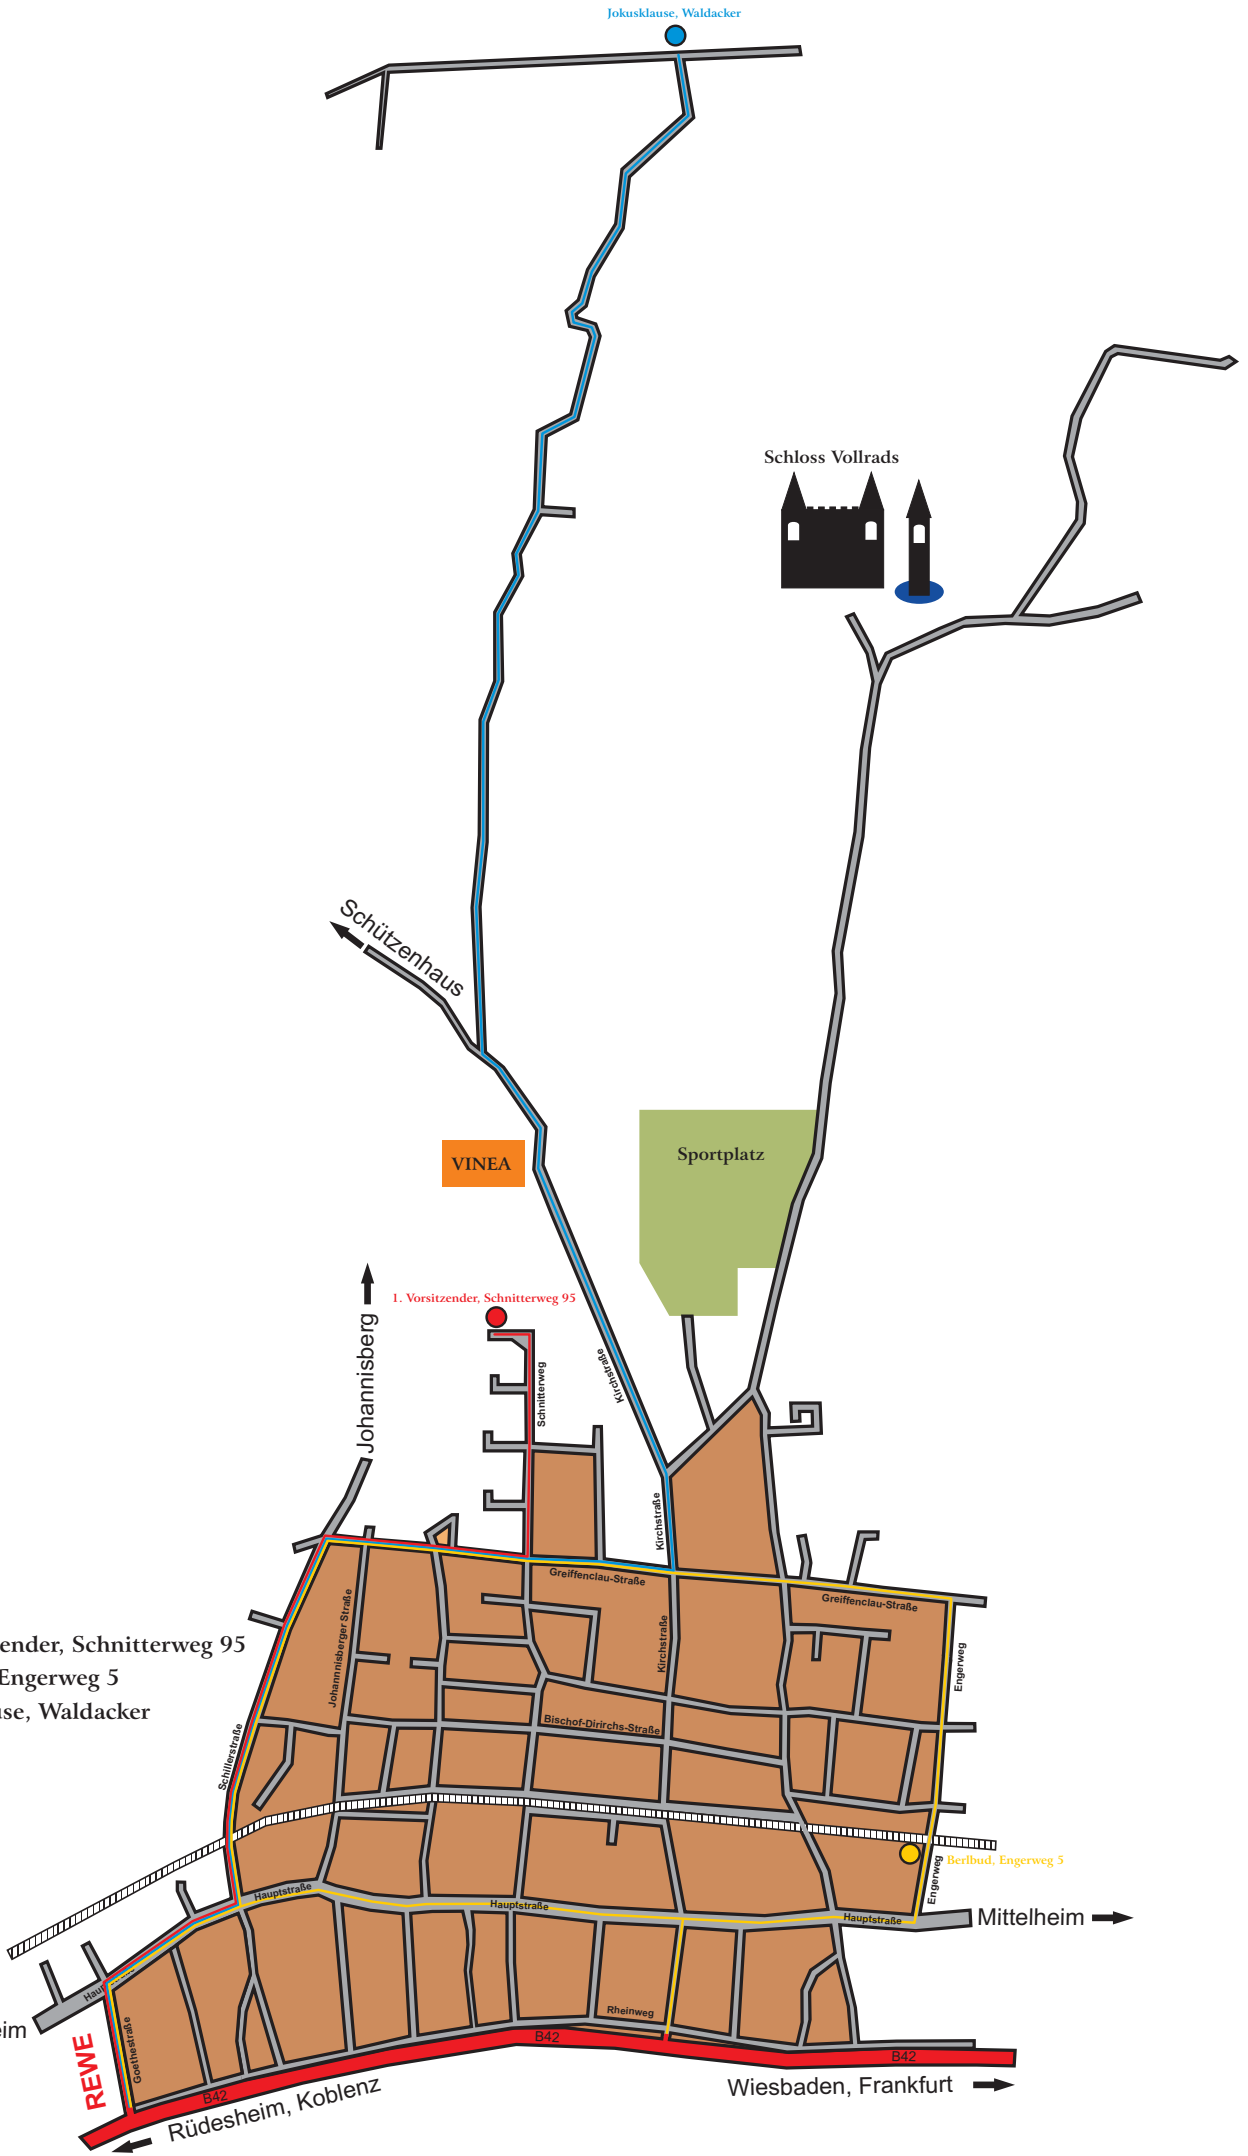 Jokusklause, Waldacker
Schloss Vollrads
Schützenhaus
VINEA
Sportplatz
1. Vorsitzender, Schnitterweg 95
Johannisberg
Schnitterweg
Kirchstraße
Kirchstraße
Greiffenclau-Straße
Greiffenclau-Straße
Johannisberger Straße
Kirchstraße
Engerweg
ender, Schnitterweg 95
Engerweg 5
se, Waldacker
Bischof-Dirichs-Straße
Schillerstraße
Berlbud, Engerweg 5
Engerweg
Hauptstraße
Hauptstraße
Hauptstraße
Mittelheim
eim
Rheinweg
REWE
Goethestraße
B42
B42
B42
Wiesbaden, Frankfurt
Rüdesheim, Koblenz